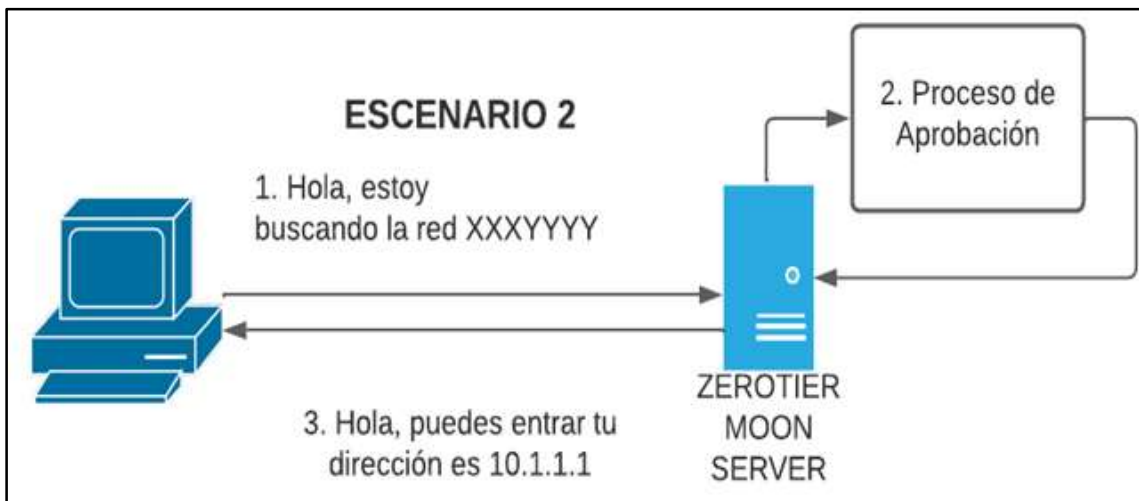 ESCENARIO 2
1. Hola, estoy
buscando la red XXXYYYY
2. Proceso de
Aprobación
3. Hola, puedes entrar tu
dirección es 10.1.1.1
ZEROTIER
MOON
SERVER